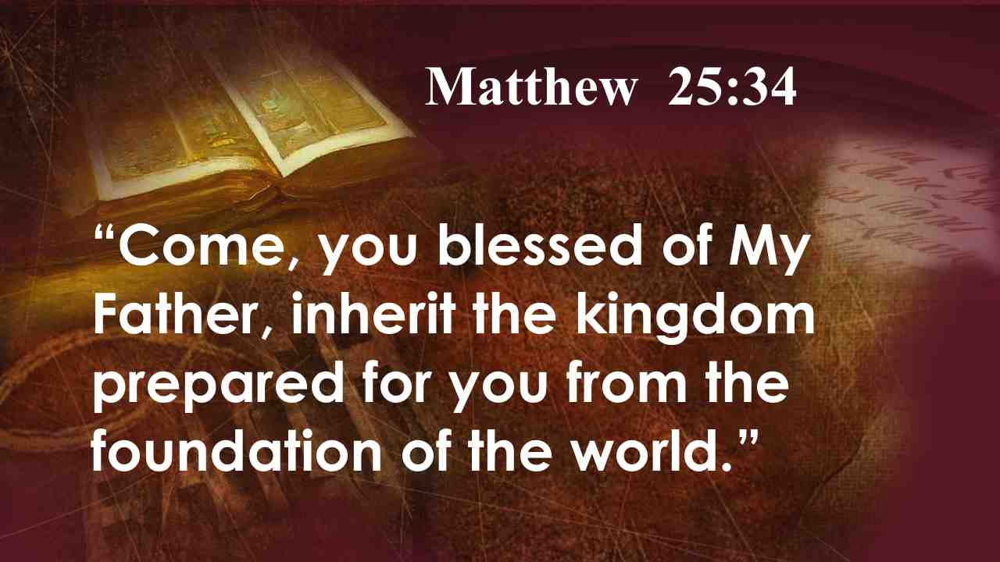 Matthew 25:34
“Come, you blessed of My
Father, inherit the kingdom
prepared for you from the
foundation of the world.”